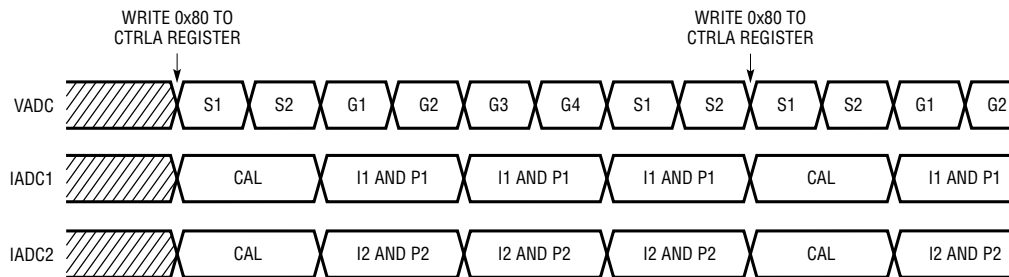 WRITE 0x80 TO
CTRLA REGISTER
WRITE 0x80 TO
CTRLA REGISTER
VADC S1 S2 G1 G2 G3 G4 S1 S2 S1 S2 G1 G2
IADC1 CAL I1 AND P1 I1 AND P1 I1 AND P1 CAL I1 AND P1
IADC2 CAL I2 AND P2 I2 AND P2 I2 AND P2 CAL I2 AND P2